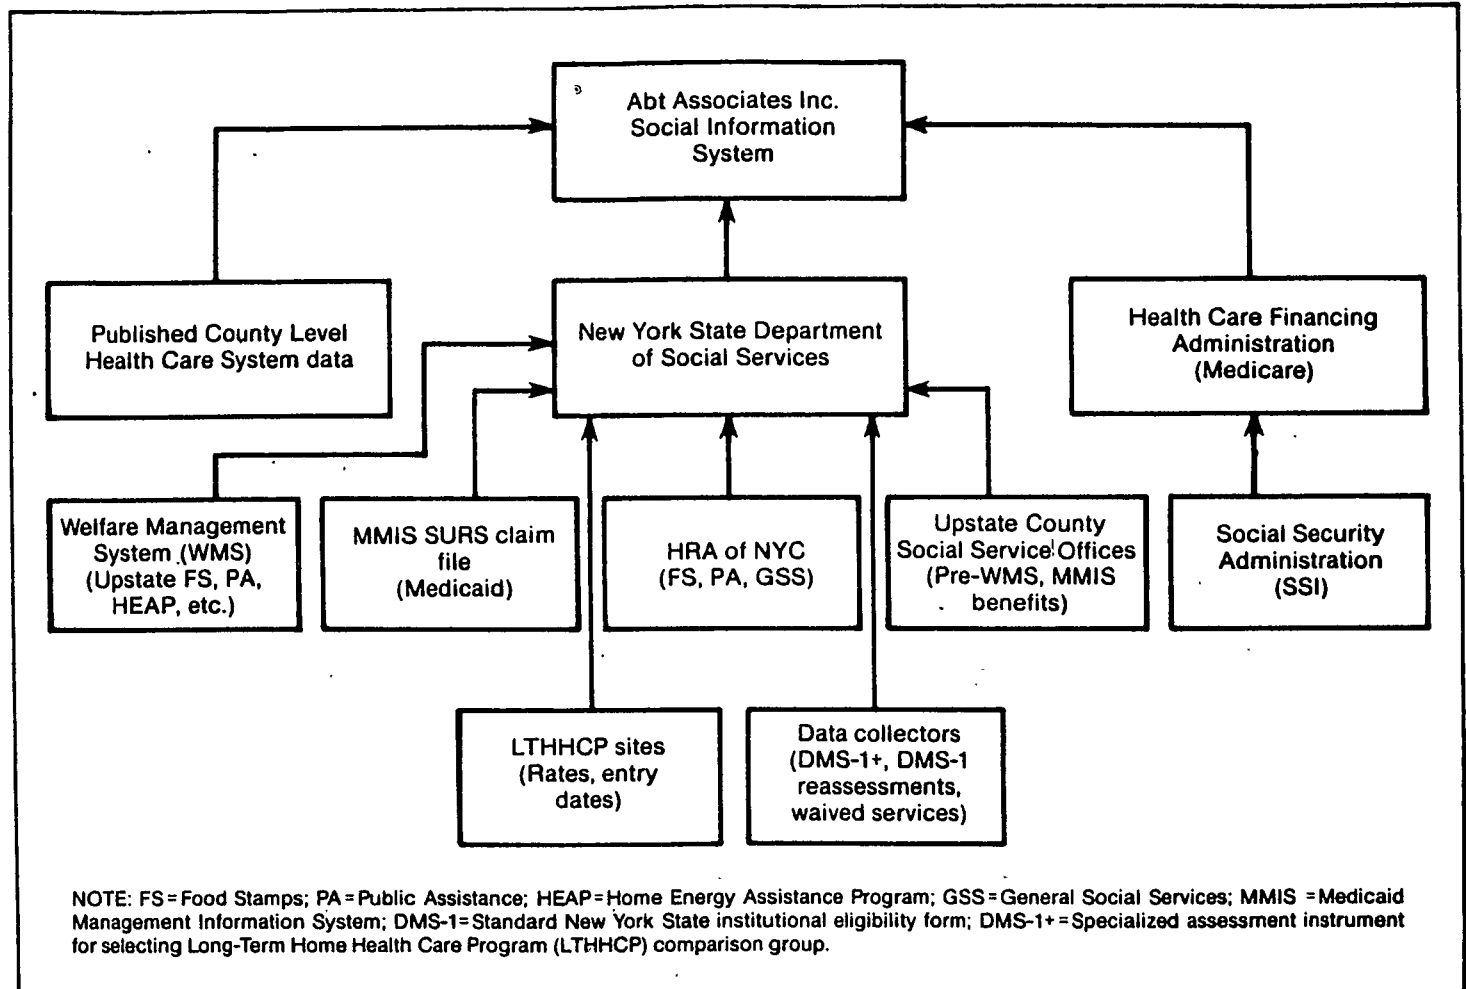 Abt Associates Inc.
Social Information
System
Published County Level
Health Care System data
New York State Department
of Social Services
Health Care Financing
Administration
(Medicare)
Welfare Management
System (WMS)
(Upstate FS, PA,
HEAP, etc.)
MMIS SURS claim
file
(Medicaid)
HRA of NYC
(FS, PA, GSS)
Upstate County
Social Service Offices
(Pre-WMS, MMIS
benefits)
Social Security
Administration
(SSI)
LTHHCP sites
(Rates, entry
dates)
Data collectors
(DMS-1+, DMS-1
reassessments,
waived services)
NOTE: FS=Food Stamps; PA=Public Assistance; HEAP=Home Energy Assistance Program; GSS=General Social Services; MMIS =Medicaid
Management Information System; DMS-1=Standard New York State institutional eligibility form; DMS-1+=Specialized assessment instrument
for selecting Long-Term Home Health Care Program (LTHHCP) comparison group.